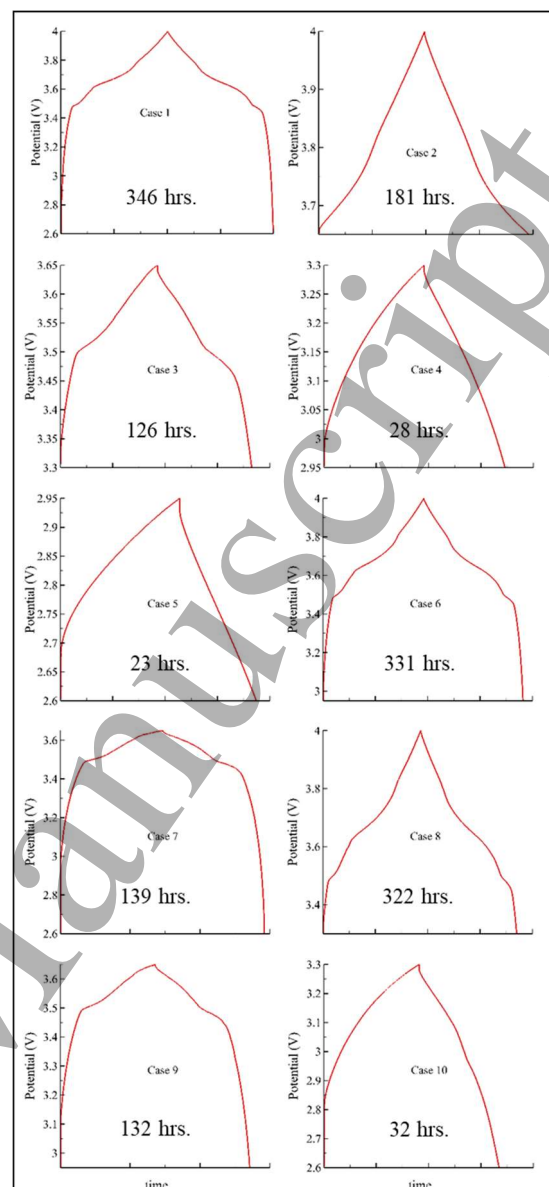 4
3.8
3.6
3.4
3.2
3
2.8
2.6
Potential (V)
Case 1
346 hrs.
4
3.9
3.8
3.7
Potential (V)
Case 2
181 hrs.
3.65
3.6
3.55
3.5
3.45
3.4
3.35
3.3
Potential (V)
Case 3
126 hrs.
3.3
3.25
3.2
3.15
3.1
3.05
3
2.95
Potential (V)
Case 4
28 hrs.
2.95
2.9
2.85
2.8
2.75
2.7
2.65
2.6
Potential (V)
Case 5
23 hrs.
4
3.8
3.6
3.4
3.2
3
Potential (V)
Case 6
331 hrs.
3.6
3.4
3.2
3
2.8
2.6
Potential (V)
Case 7
139 hrs.
4
3.8
3.6
3.4
Potential (V)
Case 8
322 hrs.
3.6
3.5
3.4
3.3
3.2
3.1
3
Potential (V)
Case 9
132 hrs.
time
3.3
3.2
3.1
3
2.9
2.8
2.7
2.6
Potential (V)
Case 10
32 hrs.
time
Manuscript